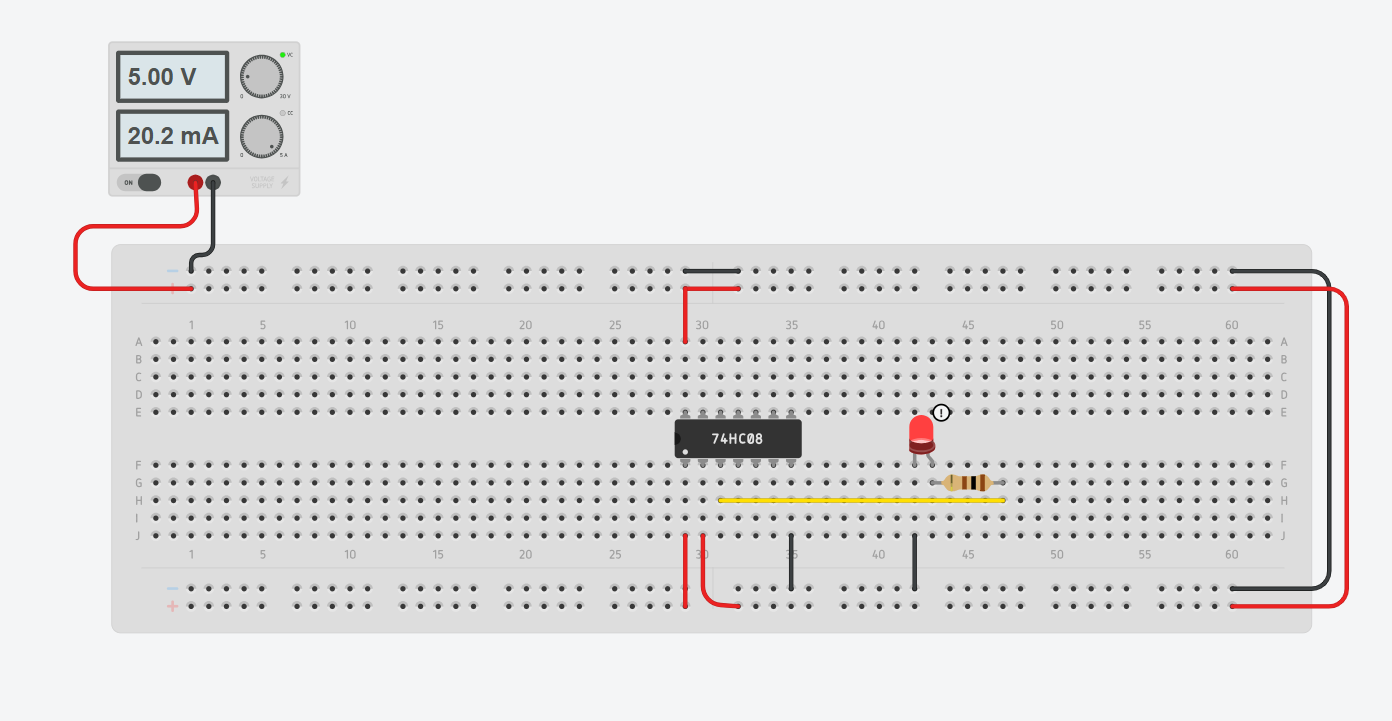 5.00 V
VC
0 30 V
20.2 mA
CC
0 5 A
ON
VOLTAGE
SUPPLY
1 5 10 15 20 25 30 35 40 45 50 55 60
A A
B B
C C
D D
E ! E
74HC08
F F
G G
H H
I I
J J
1 5 10 15 20 25 30 35 40 45 50 55 60